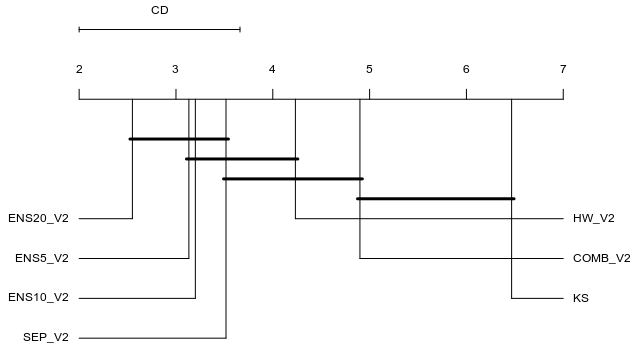 CD
2 3 4 5 6 7
ENS20_V2 HW_V2
ENS5_V2 COMB_V2
ENS10_V2 KS
SEP_V2